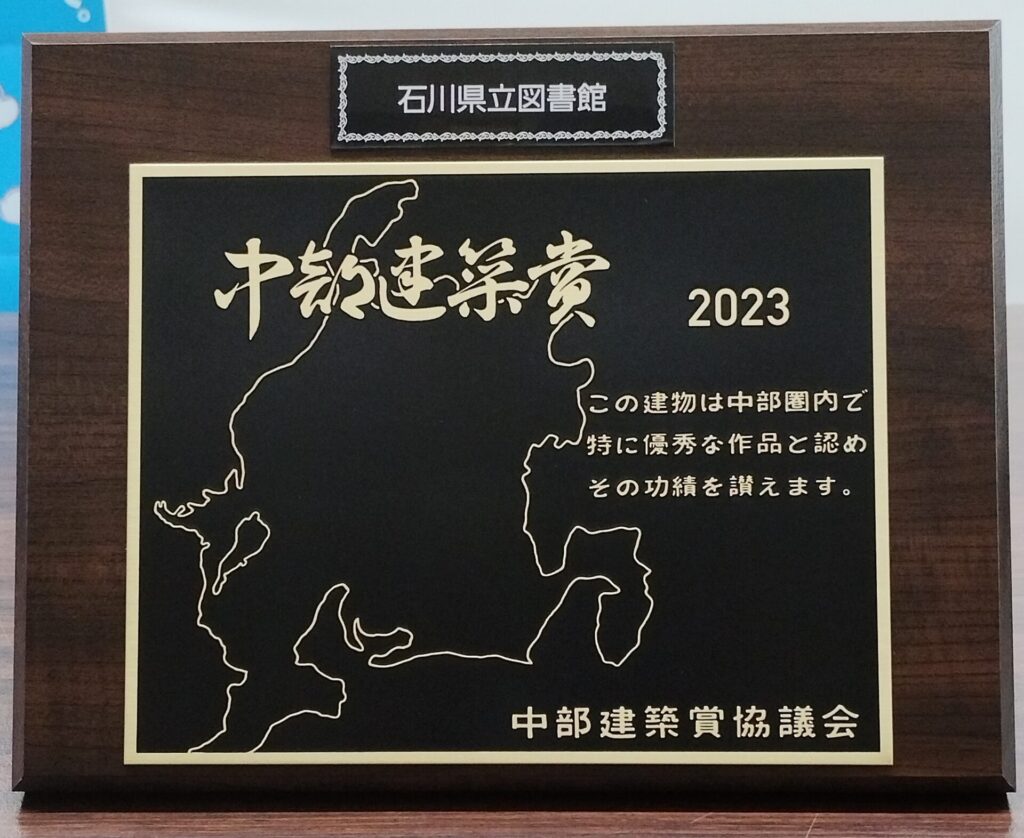 石川県立図書館
中部建築賞
2023
この建物は中部圏内で
特に優秀な作品と認め
その功績を讃えます。
中部建築賞協議会